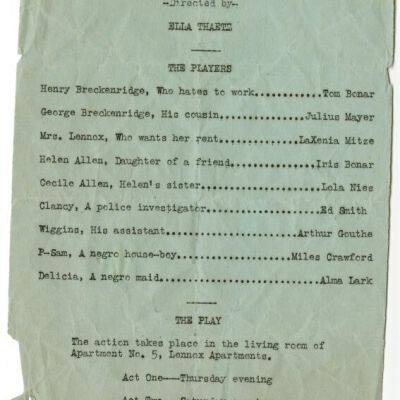 --Directed by--
ELLA THAETE
THE PLAYERS
Henry Breckenridge, Who hates to work............Tom Bonar
George Breckenridge, His cousin...............Julius Mayer
Mrs. Lennox, Who wants her rent..............LaXenia Mitze
Helen Allen, Daughter of a friend...............Iris Bonar
Cecile Allen, Helen's sister.....................Lola Nies
Clancy, A police investigator.....................Ed Smith
Wiggins, His assistant.......................Arthur Gouthe
P-Sam, A negro house-boy....................Miles Crawford
Delicia, A negro maid............................Alma Lark
THE PLAY
The action takes place in the living room of
Apartment No. 5, Lennox Apartments.
Act One---Thursday evening
Act Two